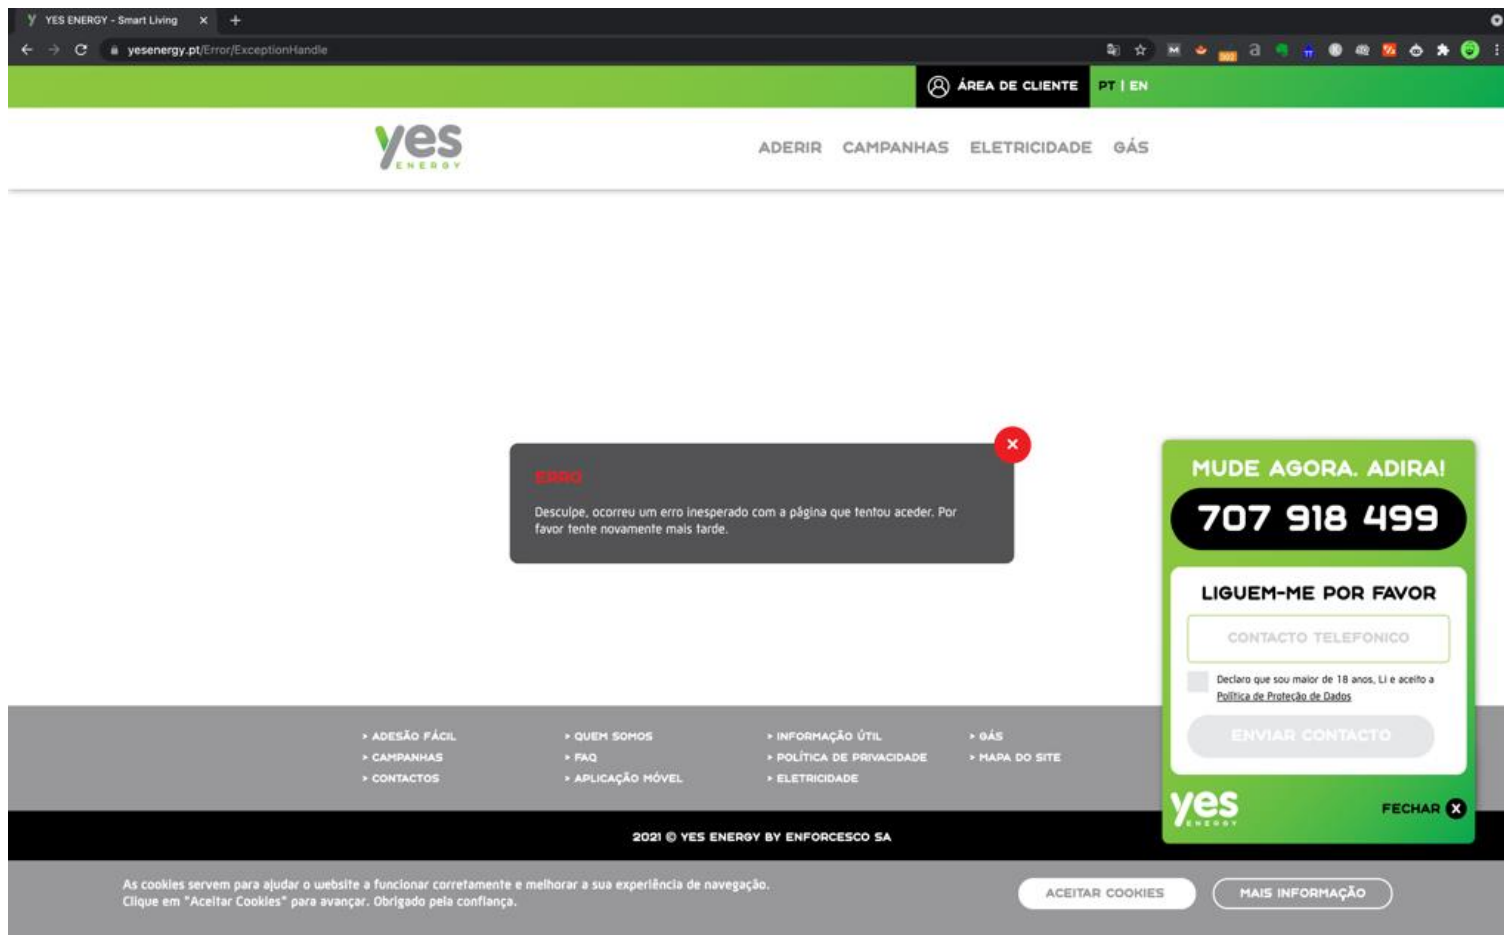 YES ENERGY - Smart Living
yesenergy.pt/Error/ExceptionHandle
ÁREA DE CLIENTE PT | EN
yes
ENERGY
ADERIR CAMPANHAS ELETRICIDADE GÁS
ERRO
Desculpe, ocorreu um erro inesperado com a página que tentou aceder. Por
favor tente novamente mais tarde.
MUDE AGORA. ADIRA!
707 918 499
LIGUEM-ME POR FAVOR
CONTACTO TELEFONICO
Declaro que sou maior de 18 anos, Li e aceito a
Política de Proteção de Dados
ENVIAR CONTACTO
yes
ENERGY
FECHAR X
> ADESÃO FÁCIL
> CAMPANHAS
> CONTACTOS
> QUEM SOMOS
> FAQ
> APLICAÇÃO MÓVEL
> INFORMAÇÃO ÚTIL
> POLÍTICA DE PRIVACIDADE
> ELETRICIDADE
> GÁS
> MAPA DO SITE
2021 © YES ENERGY BY ENFORCESCO SA
As cookies servem para ajudar o website a funcionar corretamente e melhorar a sua experiência de navegação.
Clique em "Aceitar Cookies" para avançar. Obrigado pela confiança.
ACEITAR COOKIES
MAIS INFORMAÇÃO